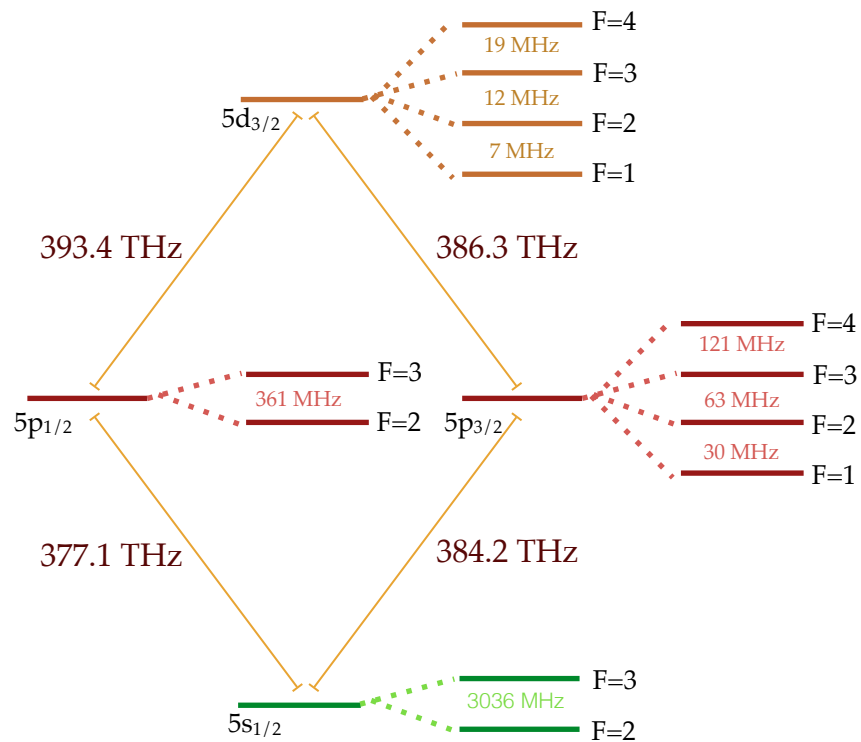 F=4
19 MHz
F=3
12 MHz
F=2
7 MHz
F=1
5d3/2
393.4 THz
386.3 THz
F=4
121 MHz
F=3
63 MHz
F=2
30 MHz
F=1
F=3
361 MHz
F=2
5p1/2
5p3/2
377.1 THz
384.2 THz
F=3
3036 MHz
F=2
5s1/2